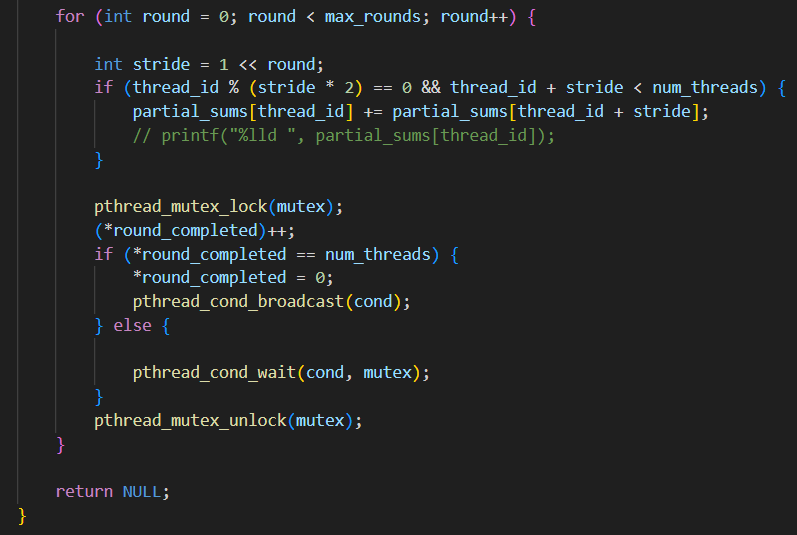 for (int round = 0; round < max_rounds; round++) {
int stride = 1 << round;
if (thread_id % (stride * 2) == 0 && thread_id + stride < num_threads) {
partial_sums[thread_id] += partial_sums[thread_id + stride];
// printf("%lld ", partial_sums[thread_id]);
}
pthread_mutex_lock(mutex);
(*round_completed)++;
if (*round_completed == num_threads) {
*round_completed = 0;
pthread_cond_broadcast(cond);
} else {
pthread_cond_wait(cond, mutex);
}
pthread_mutex_unlock(mutex);
}
return NULL;
}